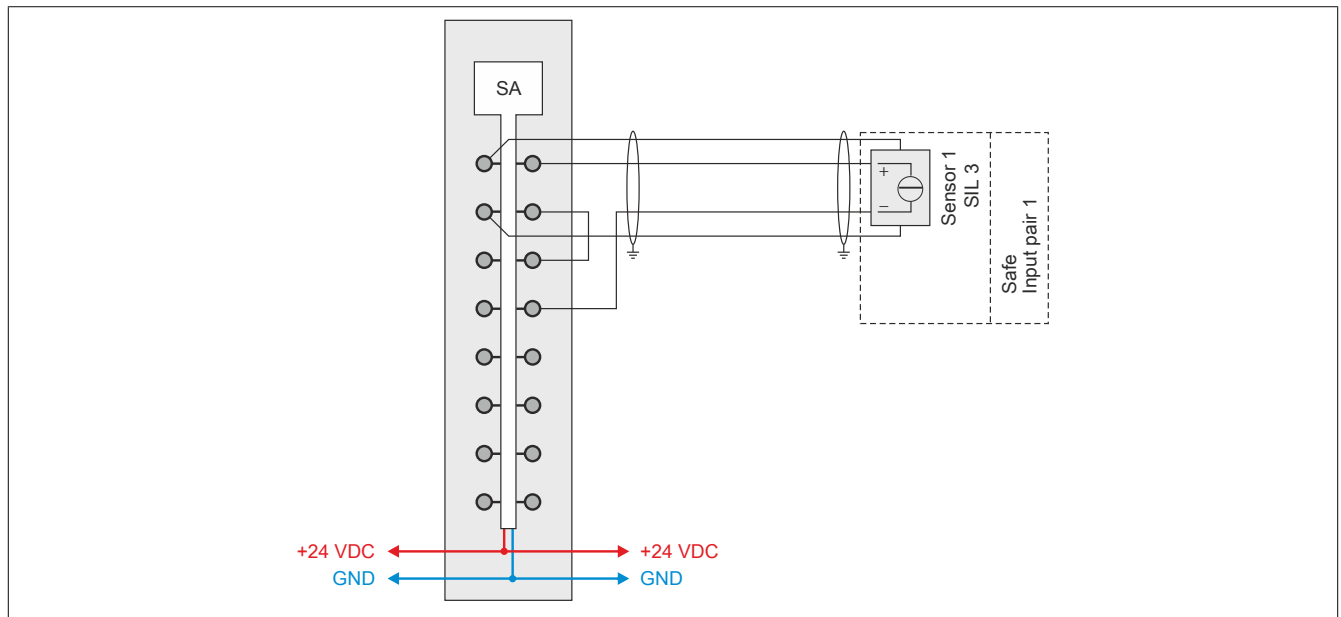 SA
+
−
Sensor 1
SIL 3
Safe
Input pair 1
+24 VDC
+24 VDC
GND
GND